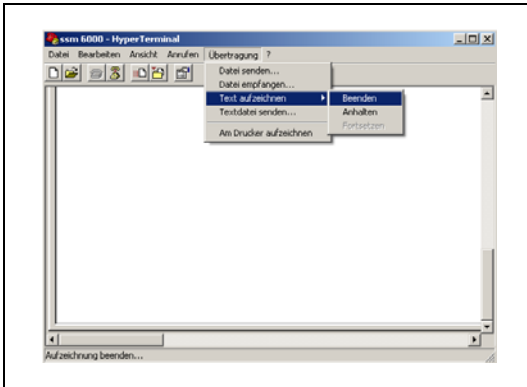 ssm 6000 - HyperTerminal
Datei Bearbeiten Ansicht Anrufen Übertragung ?
Datei senden...
Datei empfangen...
Text aufzeichnen Beenden
Textdatei senden... Anhalten
Fortsetzen
Am Drucker aufzeichnen
Aufzeichnung beenden...